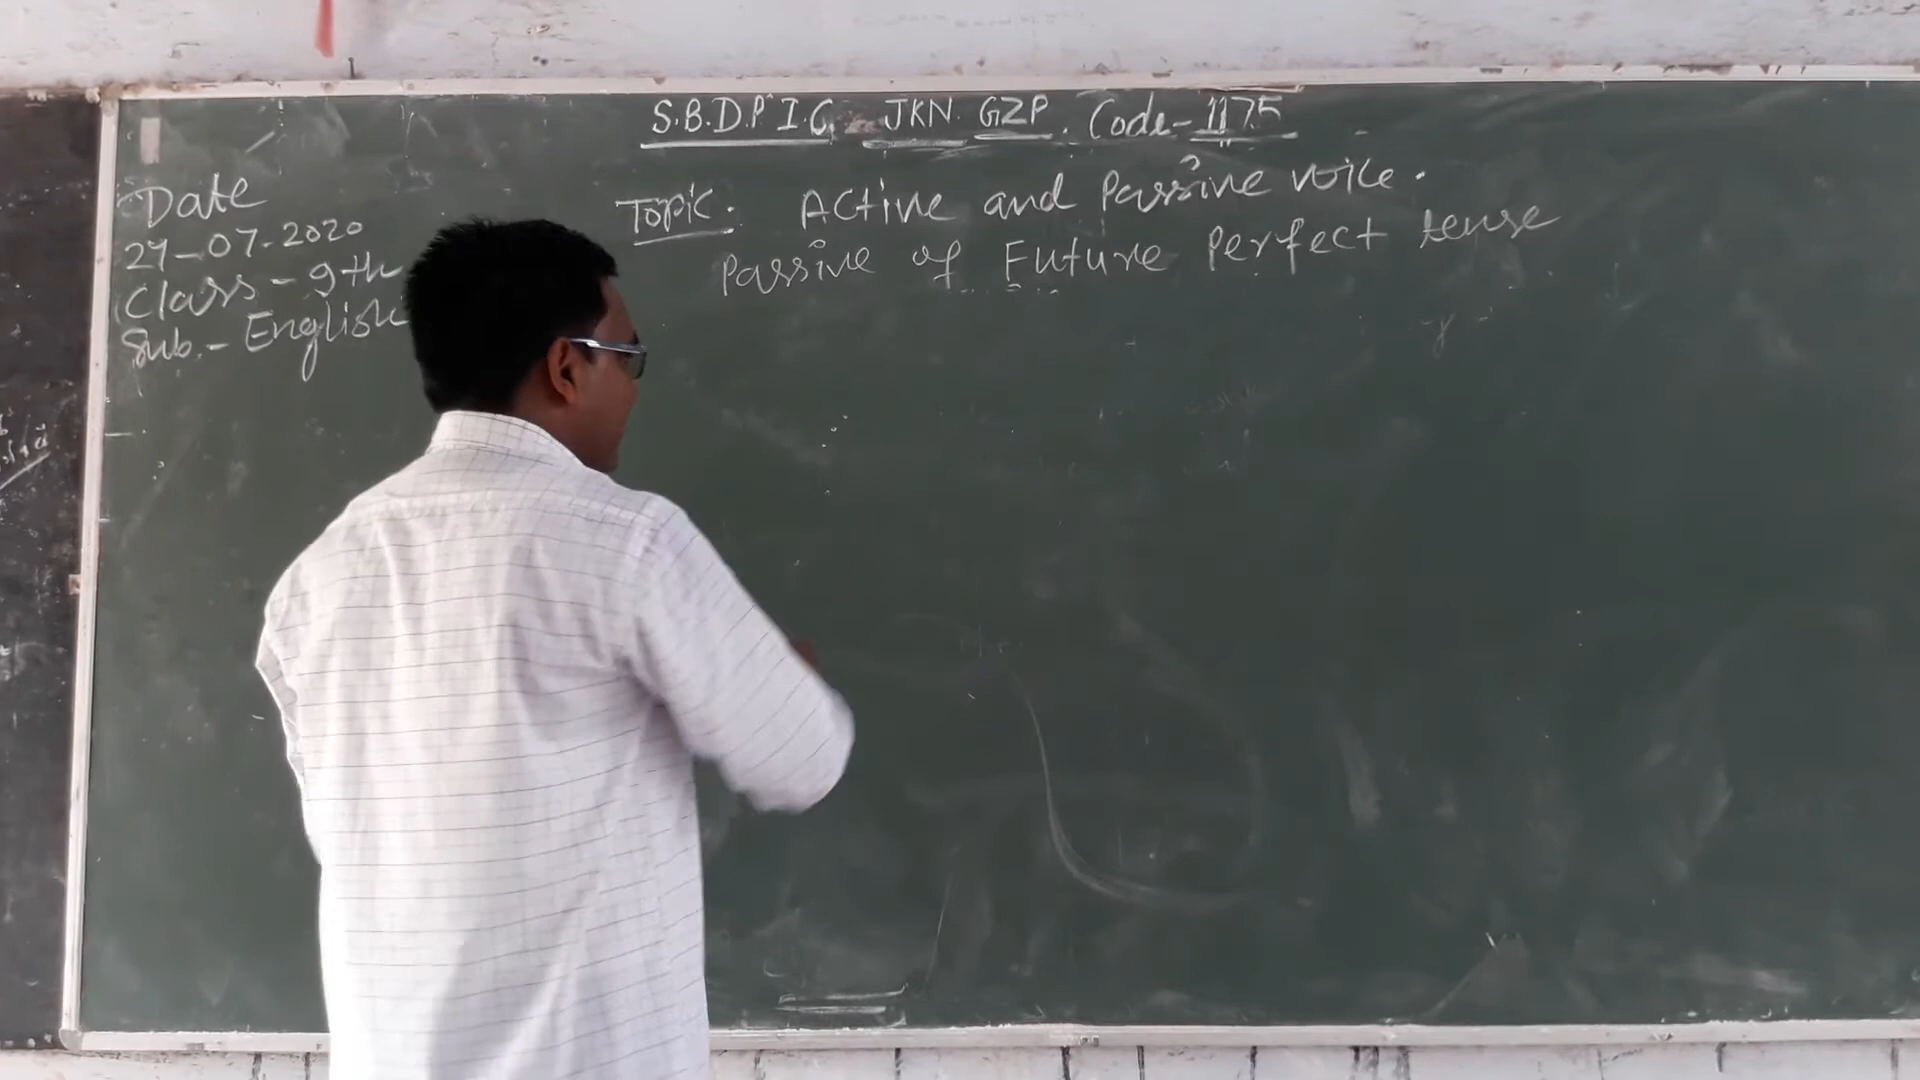 S.B.D.P I.C JKN. GZP. Code-1175
Date
27-07-2020
Class - 9th
Sub.- English
Topic. Active and Passive voice.
Passive of Future Perfect tense